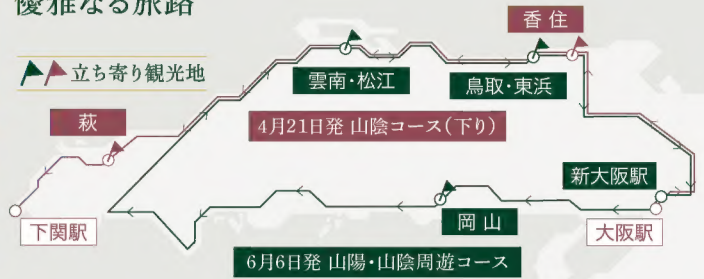 優雅なる旅路
立ち寄り観光地
香住
雲南・松江
鳥取・東浜
萩
4月21日発 山陰コース(下り)
新大阪駅
岡山
下関駅
大阪駅
6月6日発 山陽・山陰周遊コース